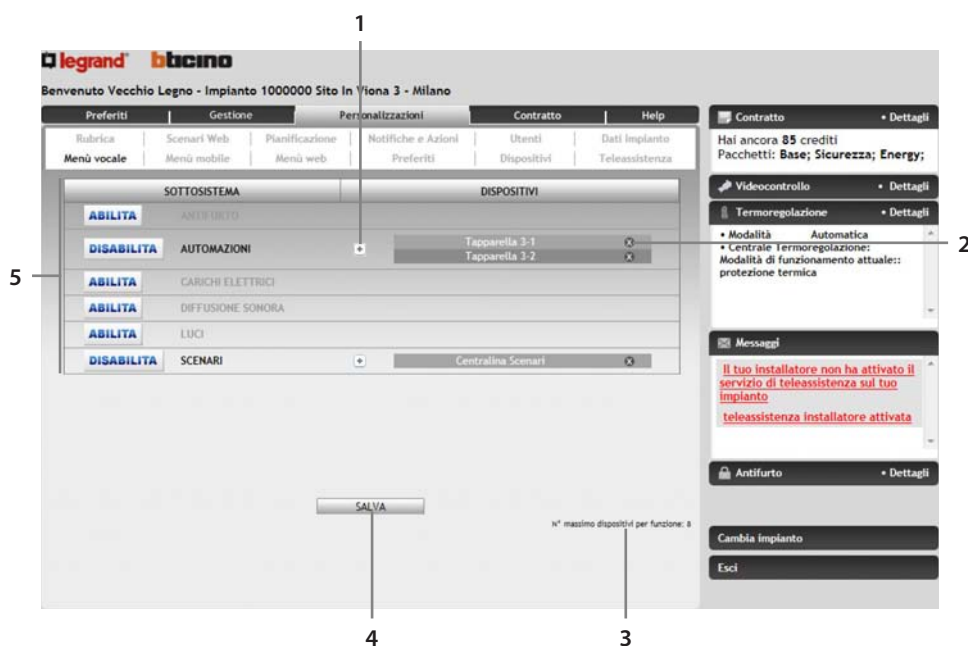 1
legrand bticino
Benvenuto Vecchio Legno - Impianto 1000000 Sito In Viona 3 - Milano
Preferiti Gestione Personalizzazioni Contratto Help
Rubrica Scenari Web Pianificazione Notifiche e Azioni Utenti Dati impianto
Menù vocale Menù mobile Menù web Preferiti Dispositivi Teleassistenza
SOTTOSISTEMA DISPOSITIVI
ABILITA ANTIFURTO
DISABILITA AUTOMAZIONI + Tapparella 3-1
Tapparella 3-2
ABILITA CARICHI ELETTRICI
ABILITA DIFFUSIONE SONORA
ABILITA LUCI
DISABILITA SCENARI + Centralina Scenari
SALVA
N° massimo dispositivi per funzione: 8
Contratto • Dettagli
Hai ancora 85 crediti
Pacchetti: Base; Sicurezza; Energy;
Videocontrollo • Dettagli
Termoregolazione • Dettagli
• Modalità Automatica
• Centrale Termoregolazione:
Modalità di funzionamento attuale::
protezione termica
Messaggi
Il tuo installatore non ha attivato il
servizio di teleassistenza sul tuo
impianto
teleassistenza installatore attivata
Antifurto • Dettagli
Cambia impianto
Esci
2
5
4
3